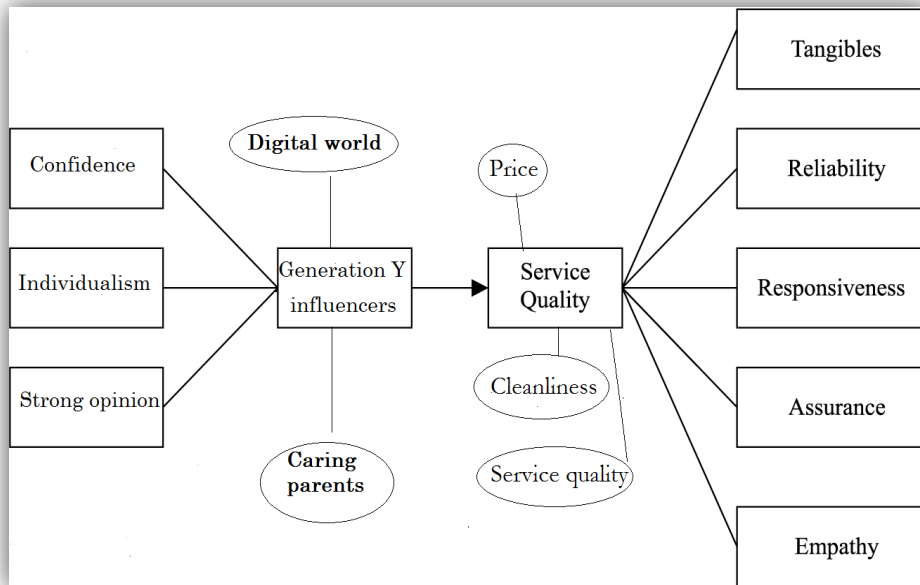 Tangibles
Digital world
Confidence
Price
Reliability
Generation Y
influencers
Service
Quality
Individualism
Responsiveness
Strong opinion
Cleanliness
Assurance
Caring
parents
Service quality
Empathy